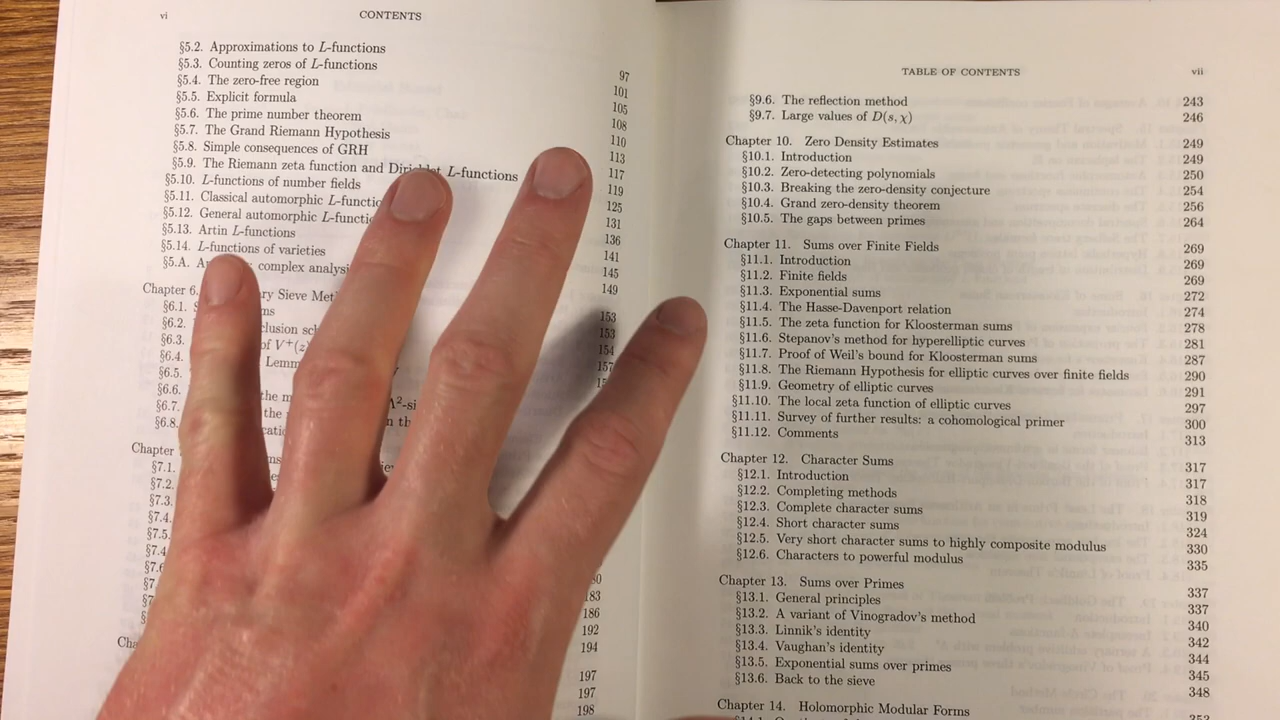 vi CONTENTS
§5.2. Approximations to L-functions 97
§5.3. Counting zeros of L-functions 101
§5.4. The zero-free region 105
§5.5. Explicit formula 108
§5.6. The prime number theorem 110
§5.7. The Grand Riemann Hypothesis 113
§5.8. Simple consequences of GRH 117
§5.9. The Riemann zeta function and Dirichlet L-functions 119
§5.10. L-functions of number fields 125
§5.11. Classical automorphic 131
§5.12. General automorphic 136
§5.13. Artin L-functions 141
§5.14. L-functions of varieties 145
§5.A. complex 149
Chapter 6. Sieve 153
§6.1. 153
§6.2. 154
§6.3. of V⁺(z) 157
§6.4.
§6.5.
§6.6. the Λ²-
§6.7. the
§6.8.
Chapter
§7.1.
§7.2.
§7.3.
§7.4.
§7.5.
183
186
192
194
197
197
198
TABLE OF CONTENTS vii
§9.6. The reflection method 243
§9.7. Large values of D(s, χ) 246
Chapter 10. Zero Density Estimates 249
§10.1. Introduction 249
§10.2. Zero-detecting polynomials 250
§10.3. Breaking the zero-density conjecture 254
§10.4. Grand zero-density theorem 256
§10.5. The gaps between primes 264
Chapter 11. Sums over Finite Fields 269
§11.1. Introduction 269
§11.2. Finite fields 269
§11.3. Exponential sums 272
§11.4. The Hasse-Davenport relation 274
§11.5. The zeta function for Kloosterman sums 278
§11.6. Stepanov's method for hyperelliptic curves 281
§11.7. Proof of Weil's bound for Kloosterman sums 287
§11.8. The Riemann Hypothesis for elliptic curves over finite fields 290
§11.9. Geometry of elliptic curves 291
§11.10. The local zeta function of elliptic curves 297
§11.11. Survey of further results: a cohomological primer 300
§11.12. Comments 313
Chapter 12. Character Sums 317
§12.1. Introduction 317
§12.2. Completing methods 318
§12.3. Complete character sums 319
§12.4. Short character sums 324
§12.5. Very short character sums to highly composite modulus 330
§12.6. Characters to powerful modulus 335
Chapter 13. Sums over Primes 337
§13.1. General principles 337
§13.2. A variant of Vinogradov's method 340
§13.3. Linnik's identity 342
§13.4. Vaughan's identity 344
§13.5. Exponential sums over primes 345
§13.6. Back to the sieve 348
Chapter 14. Holomorphic Modular Forms